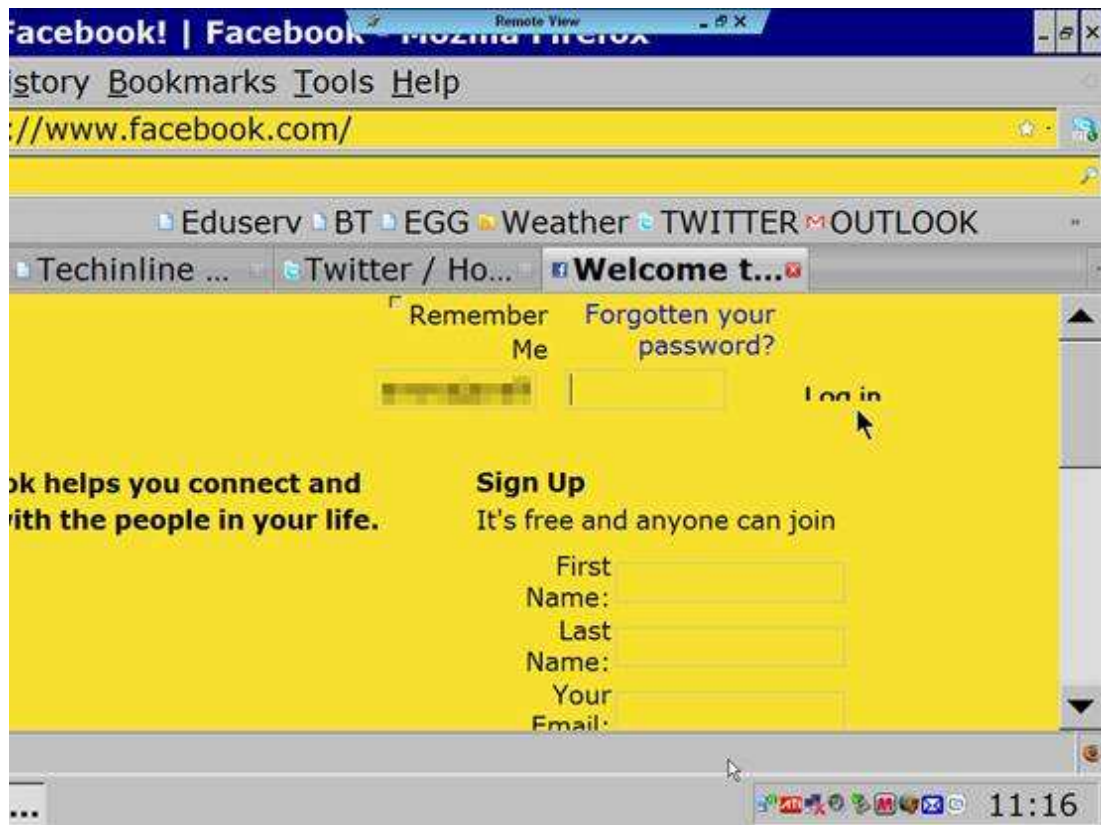 Facebook! | Facebook - Mozilla Firefox
Remote View
istory Bookmarks Tools Help
://www.facebook.com/
Eduserv BT EGG Weather TWITTER OUTLOOK
Techinline ... Twitter / Ho... Welcome t...
Remember
Me
Forgotten your
password?
Log in
ok helps you connect and
with the people in your life.
Sign Up
It's free and anyone can join
First
Name:
Last
Name:
Your
Email:
... 11:16